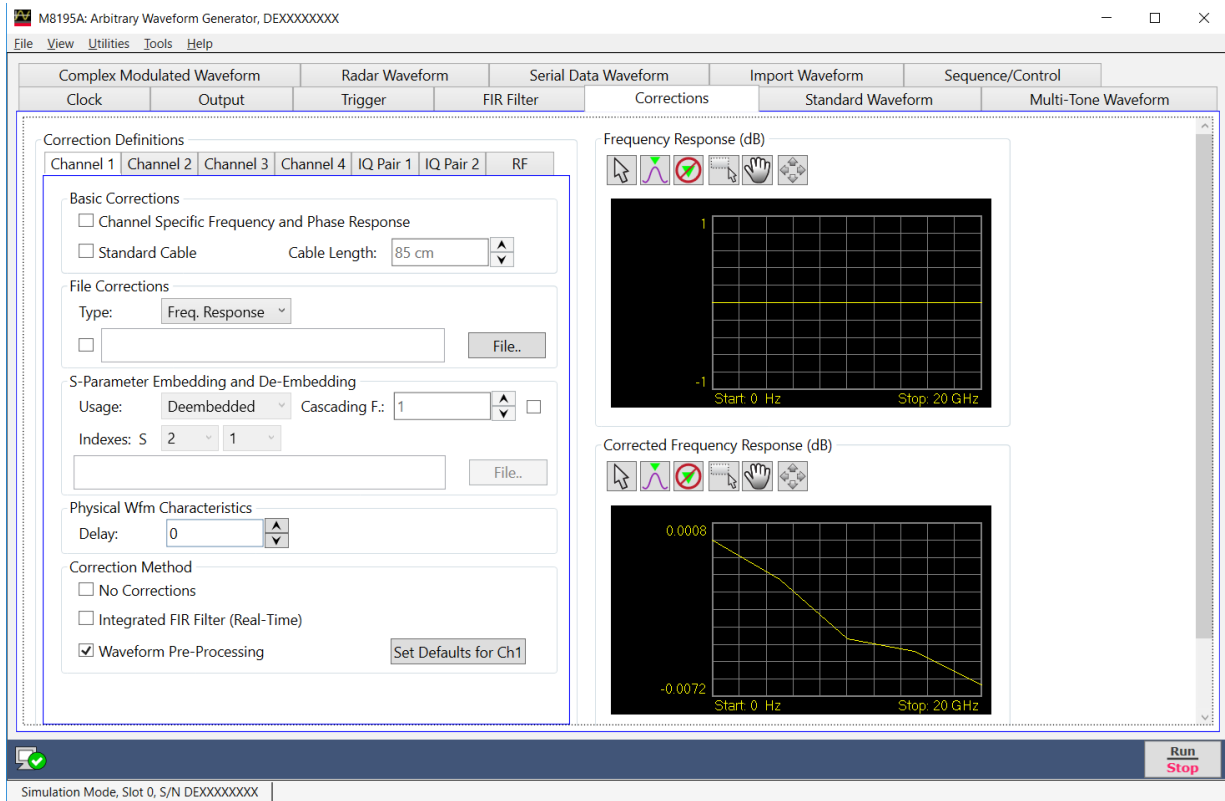 M8195A: Arbitrary Waveform Generator, DEXXXXXXXX
File View Utilities Tools Help
Complex Modulated Waveform Radar Waveform Serial Data Waveform Import Waveform Sequence/Control
Clock Output Trigger FIR Filter Corrections Standard Waveform Multi-Tone Waveform
Correction Definitions
Channel 1 Channel 2 Channel 3 Channel 4 IQ Pair 1 IQ Pair 2 RF
Basic Corrections
Channel Specific Frequency and Phase Response
Standard Cable Cable Length: 85 cm
File Corrections
Type: Freq. Response
File..
S-Parameter Embedding and De-Embedding
Usage: Deembedded Cascading F.: 1
Indexes: S 2 1
File..
Physical Wfm Characteristics
Delay: 0
Correction Method
No Corrections
Integrated FIR Filter (Real-Time)
Waveform Pre-Processing Set Defaults for Ch1
Frequency Response (dB)
1
-1
Start: 0 Hz Stop: 20 GHz
Corrected Frequency Response (dB)
0.0008
-0.0072
Start: 0 Hz Stop: 20 GHz
Run
Stop
Simulation Mode, Slot 0, S/N DEXXXXXXXX